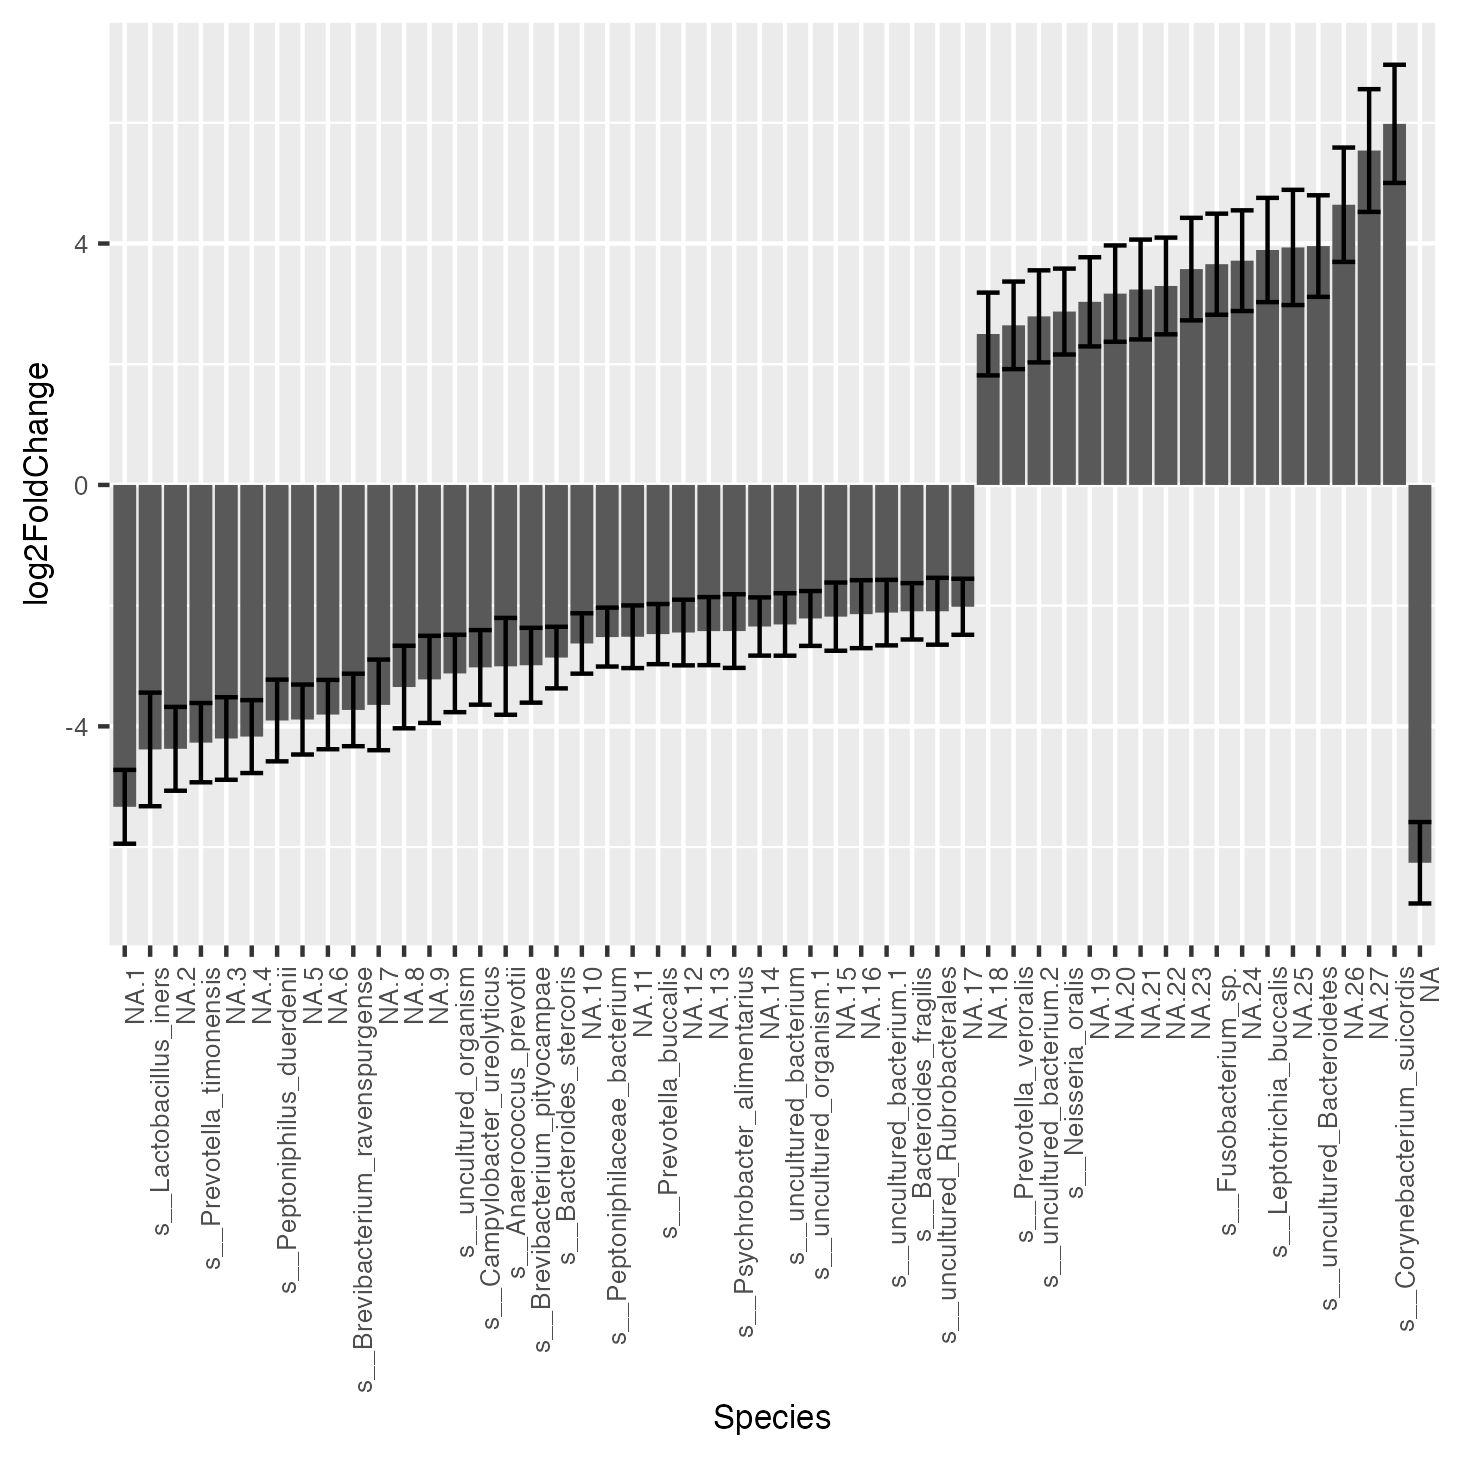 log2FoldChange
4
0
-4
NA.1
s__Lactobacillus_iners
NA.2
s__Prevotella_timonensis
NA.3
NA.4
s__Peptoniphilus_duerdenii
NA.5
NA.6
s__Brevibacterium_ravenspurgense
NA.7
NA.8
NA.9
s__uncultured_organism
s__Campylobacter_ureolyticus
s__Anaerococcus_prevotii
s__Brevibacterium_pityocampae
s__Bacteroides_stercoris
NA.10
s__Peptoniphilaceae_bacterium
NA.11
s__Prevotella_buccalis
NA.12
NA.13
s__Psychrobacter_alimentarius
NA.14
s__uncultured_bacterium
s__uncultured_organism.1
NA.15
NA.16
s__uncultured_bacterium.1
s__Bacteroides_fragilis
s__uncultured_Rubrobacterales
NA.17
NA.18
s__Prevotella_veroralis
s__uncultured_bacterium.2
s__Neisseria_oralis
NA.19
NA.20
NA.21
NA.22
NA.23
s__Fusobacterium_sp.
NA.24
s__Leptotrichia_buccalis
NA.25
s__uncultured_Bacteroidetes
NA.26
NA.27
s__Corynebacterium_suicordis
NA
Species